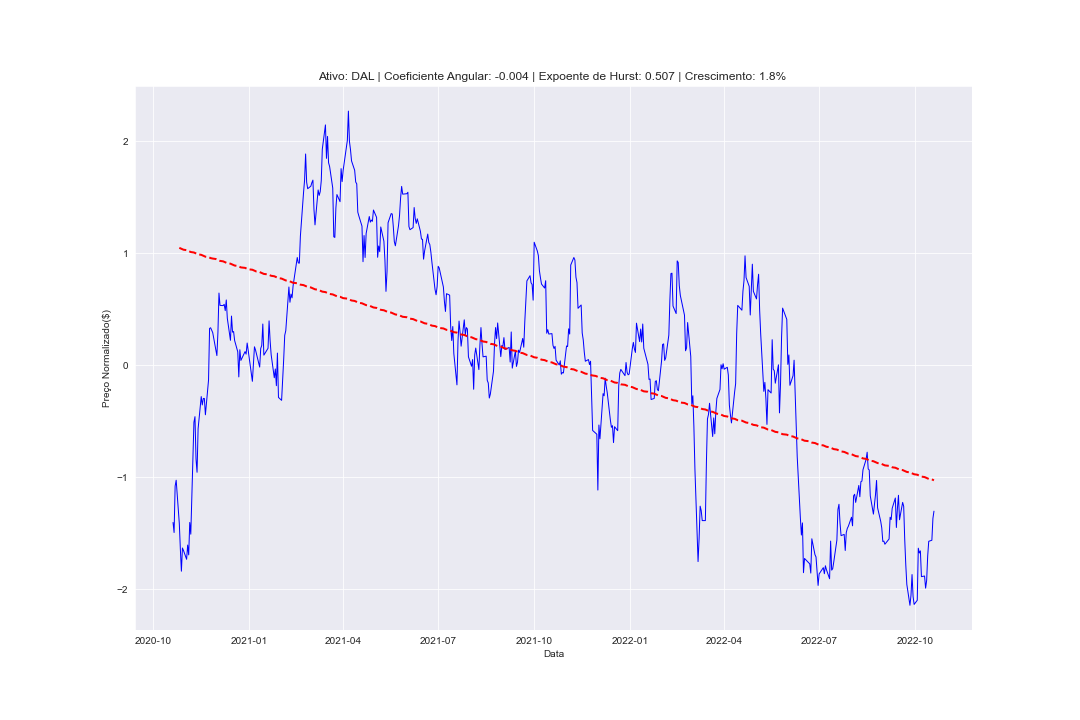 Ativo: DAL | Coeficiente Angular: -0.004 | Expoente de Hurst: 0.507 | Crescimento: 1.8%
Preço Normalizado($)
2
1
0
−1
−2
2020-10 2021-01 2021-04 2021-07 2021-10 2022-01 2022-04 2022-07 2022-10
Data